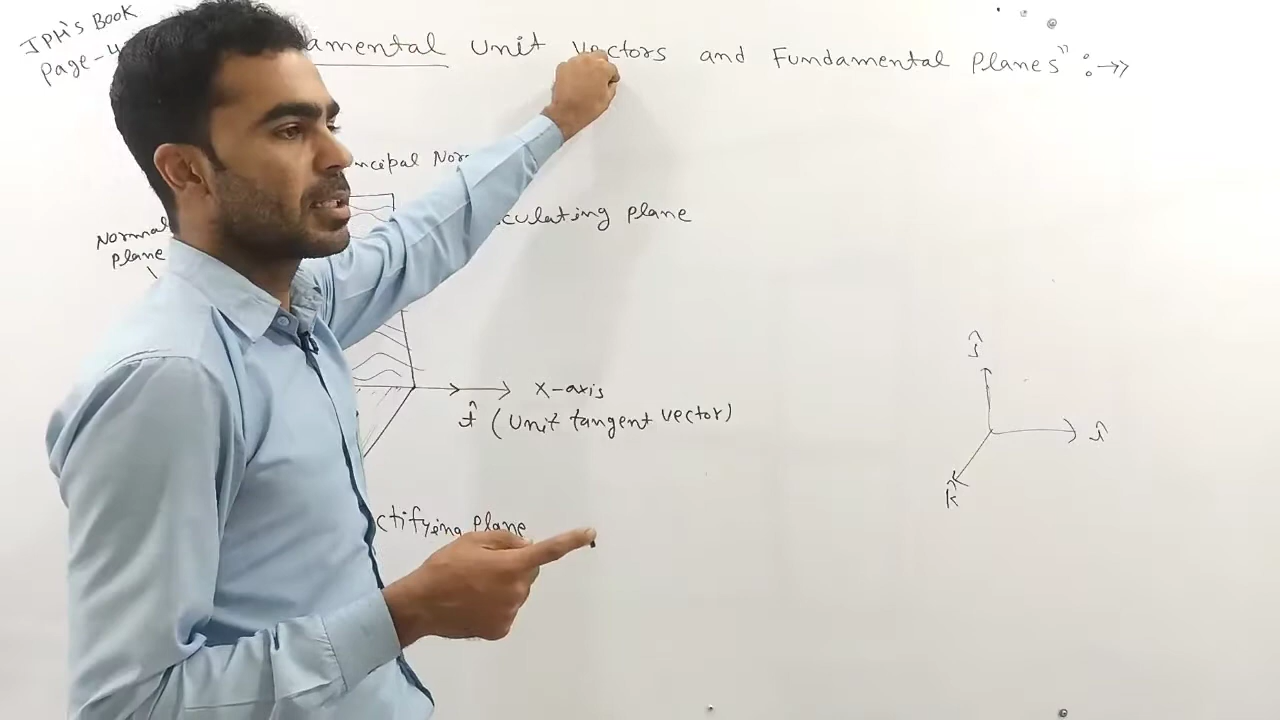 JPH's Book
Page-4
amental Unit Vectors and Fundamental Planes" :→
ncipal Nor
Normal
plane
culating plane
X-axis
t̂ (Unit tangent vector)
ctifying plane
ĵ
î
k̂